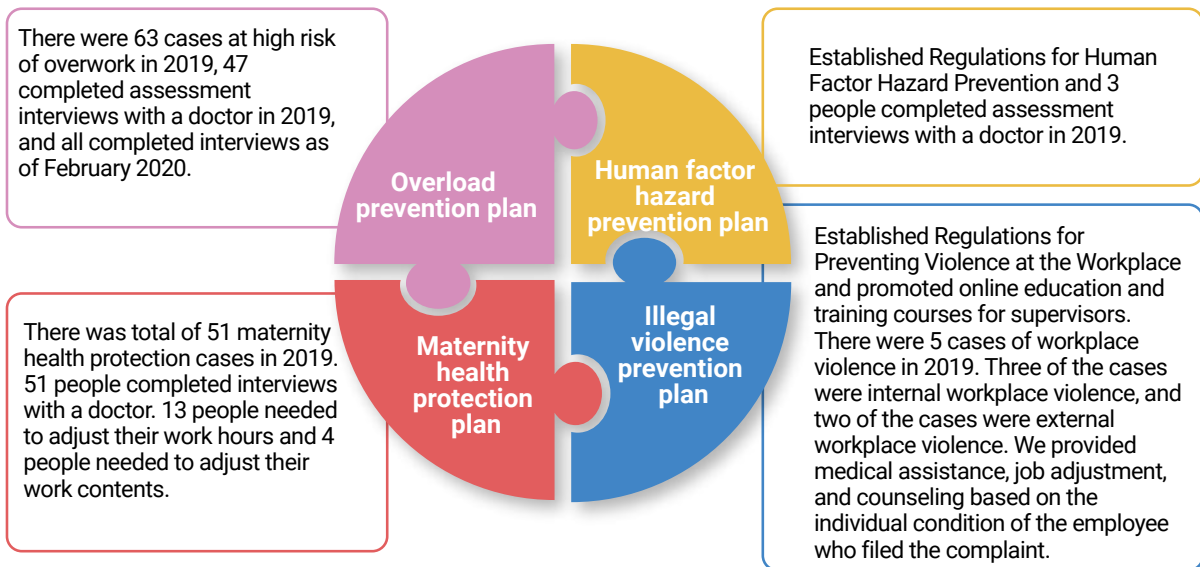 There were 63 cases at high risk
of overwork in 2019, 47
completed assessment
interviews with a doctor in 2019,
and all completed interviews as
of February 2020.
Overload
prevention plan
Human factor
hazard
prevention plan
Established Regulations for Human
Factor Hazard Prevention and 3
people completed assessment
interviews with a doctor in 2019.
There was total of 51 maternity
health protection cases in 2019.
51 people completed interviews
with a doctor. 13 people needed
to adjust their work hours and 4
people needed to adjust their
work contents.
Maternity
health
protection
plan
Illegal
violence
prevention
plan
Established Regulations for
Preventing Violence at the Workplace
and promoted online education and
training courses for supervisors.
There were 5 cases of workplace
violence in 2019. Three of the cases
were internal workplace violence, and
two of the cases were external
workplace violence. We provided
medical assistance, job adjustment,
and counseling based on the
individual condition of the employee
who filed the complaint.